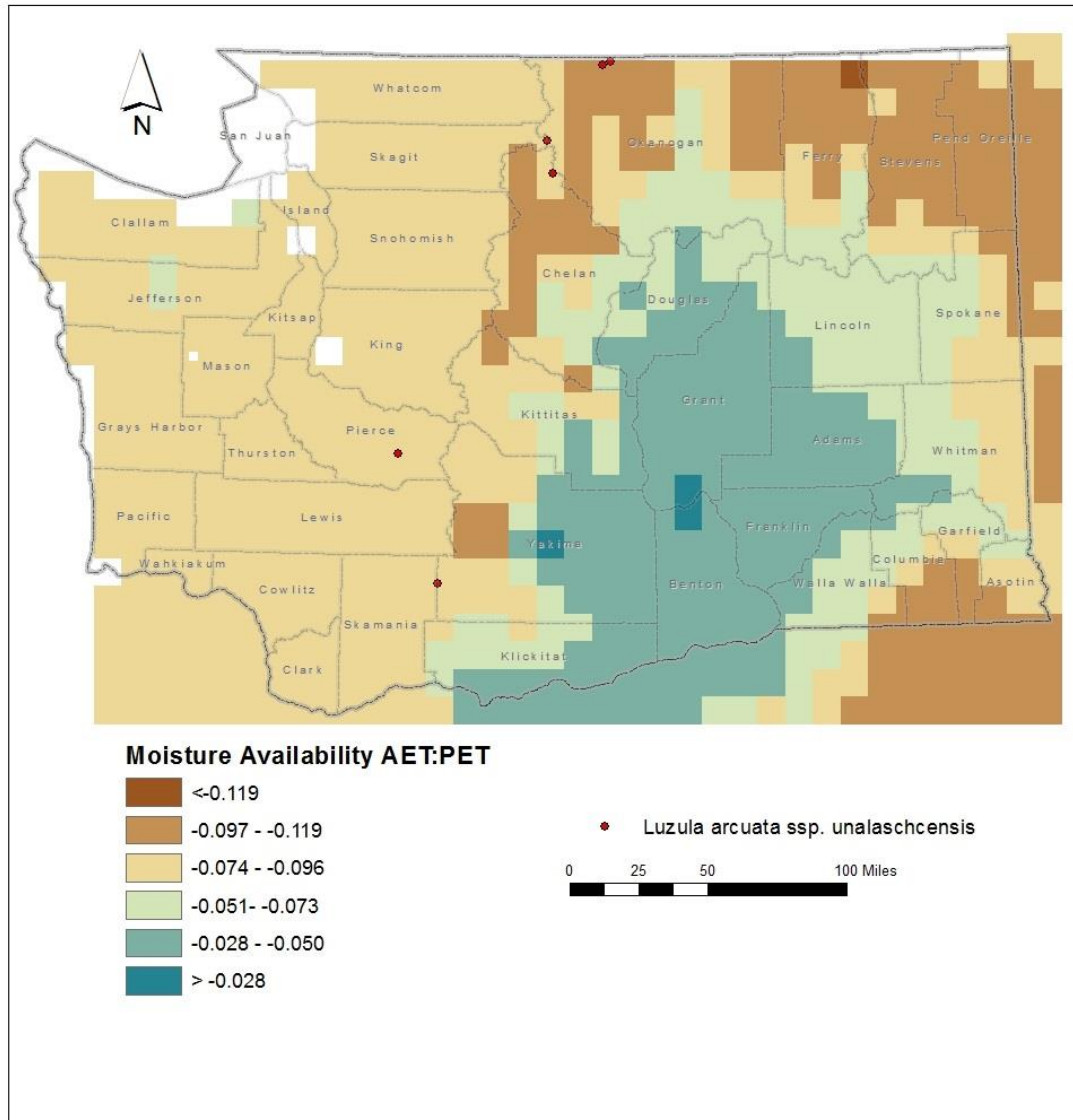 Whatcom
San Juan
Skagit
Okanogan
Ferry
Stevens
Pend Oreille
Island
Clallam
Snohomish
Chelan
Douglas
Jefferson
Kitsap
Lincoln
Spokane
King
Mason
Grant
Kittitas
Grays Harbor
Pierce
Adams
Thurston
Whitman
Pacific
Lewis
Yakima
Franklin
Garfield
Wahkiakum
Columbia
Cowlitz
Benton
Walla Walla
Asotin
Skamania
Klickitat
Clark
N
Moisture Availability AET:PET
<-0.119
-0.097 - -0.119
-0.074 - -0.096
-0.051- -0.073
-0.028 - -0.050
> -0.028
Luzula arcuata ssp. unalaschcensis
0 25 50 100 Miles